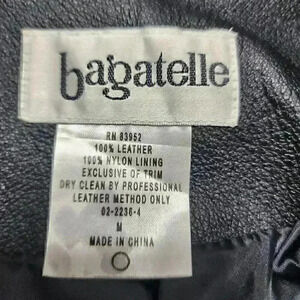 bagatelle
RN 83952
100% LEATHER
100% NYLON LINING
EXCLUSIVE OF TRIM
DRY CLEAN BY PROFESSIONAL
LEATHER METHOD ONLY
02-2236-4
M
MADE IN CHINA